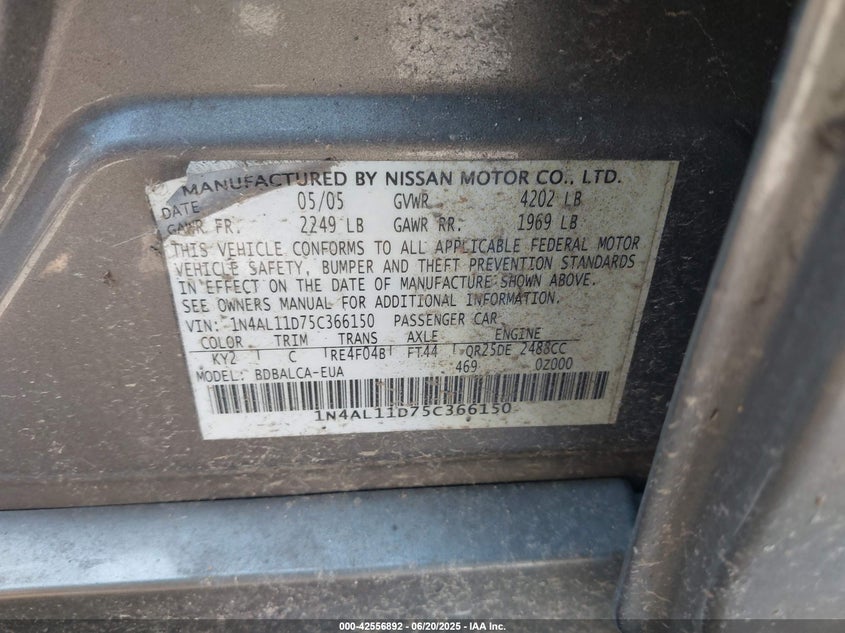 MANUFACTURED BY NISSAN MOTOR CO., LTD.
DATE 05/05 GVWR 4202 LB
GAWR FR. 2249 LB GAWR RR. 1969 LB
THIS VEHICLE CONFORMS TO ALL APPLICABLE FEDERAL MOTOR
VEHICLE SAFETY, BUMPER AND THEFT PREVENTION STANDARDS
IN EFFECT ON THE DATE OF MANUFACTURE SHOWN ABOVE.
SEE OWNERS MANUAL FOR ADDITIONAL INFORMATION.
VIN: 1N4AL11D75C366150 PASSENGER CAR
COLOR TRIM TRANS AXLE ENGINE
KY2 C RE4F04B FT44 QR25DE 2488CC
MODEL: BDBALCA-EUA 469 0Z000
1N4AL11D75C366150
000-42556892 - 06/20/2025 - IAA Inc.